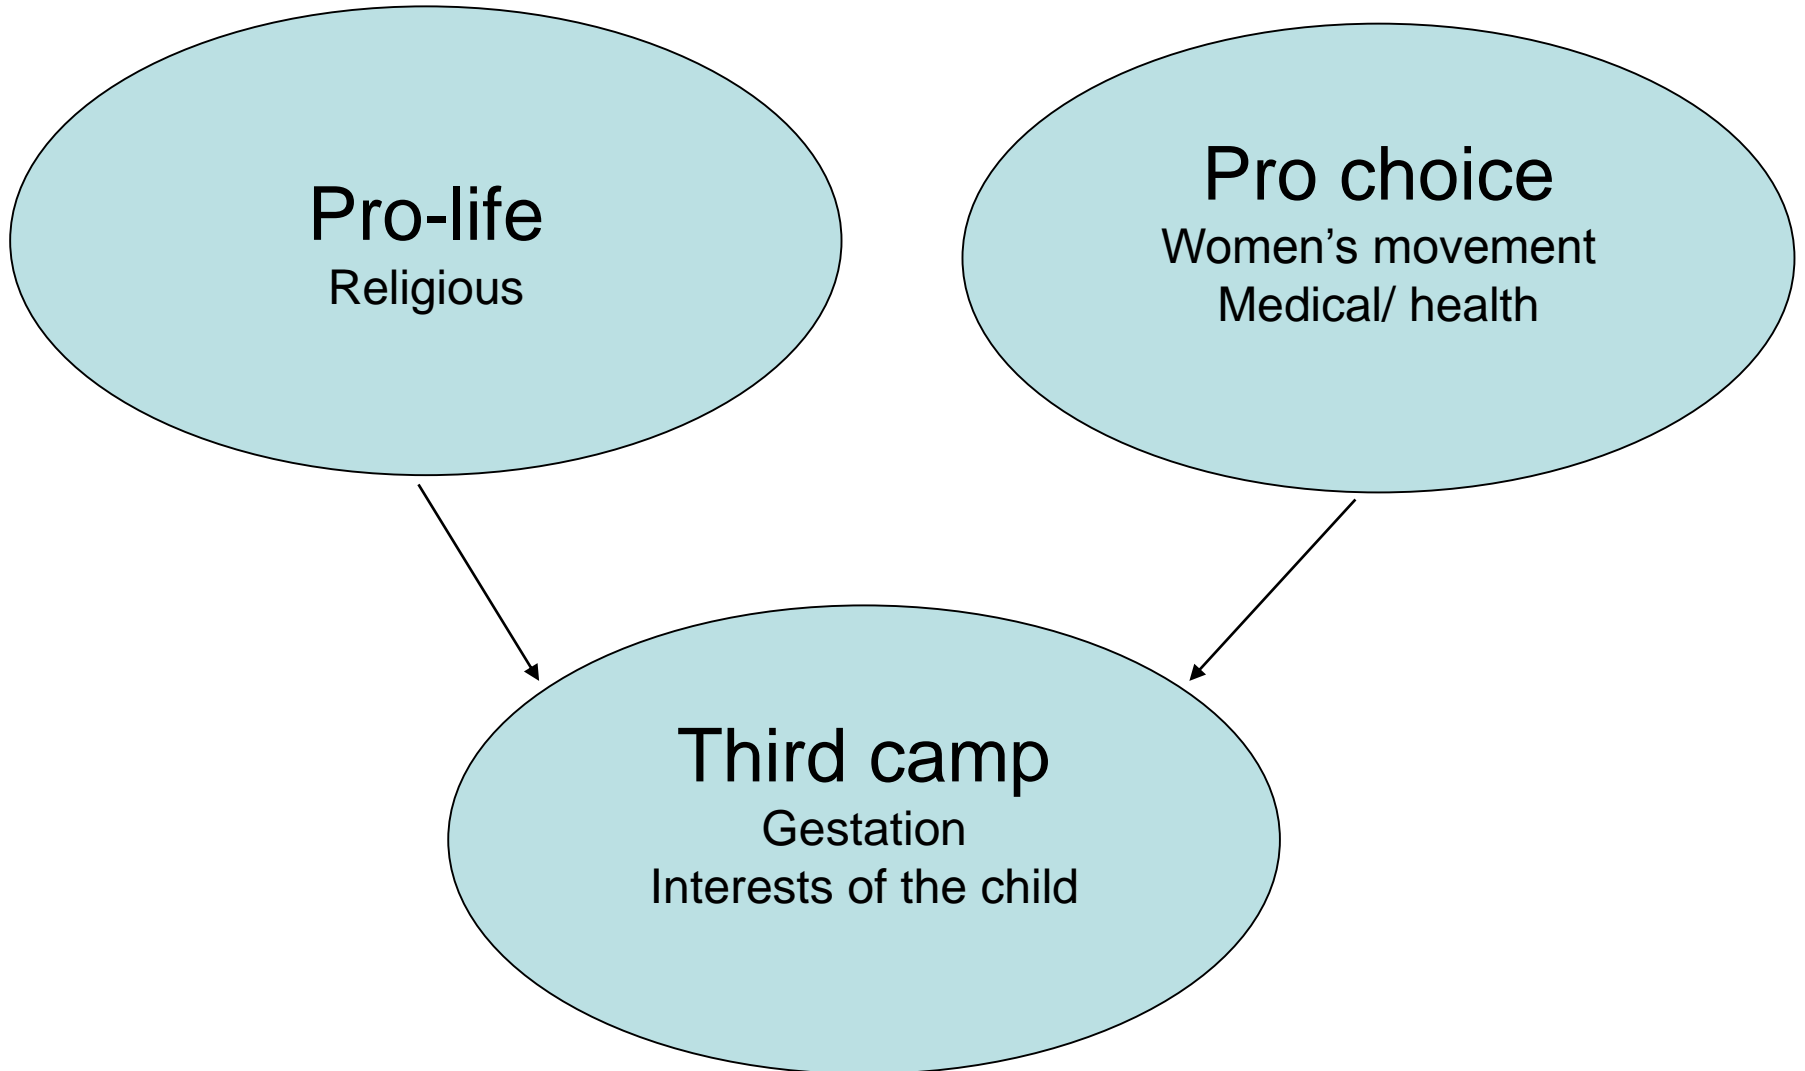 Pro-life
Religious
Pro choice
Women’s movement
Medical/ health
Third camp
Gestation
Interests of the child